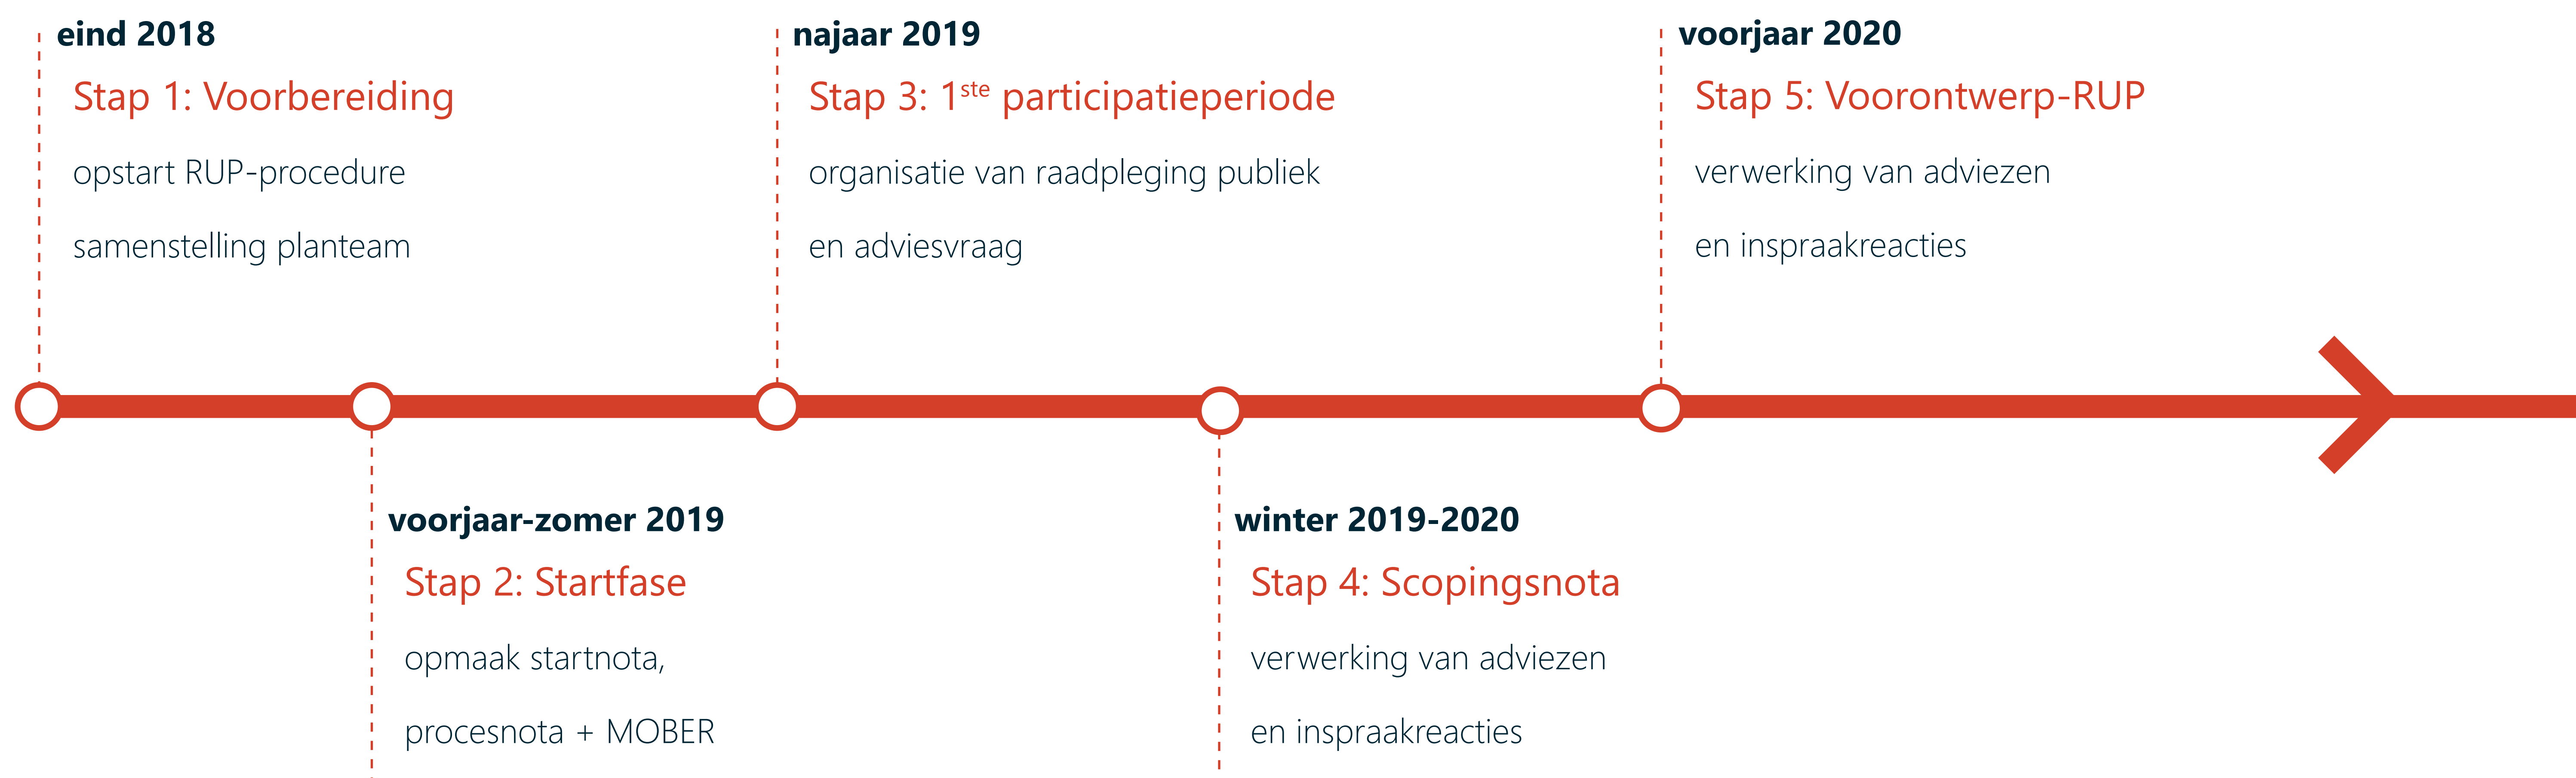 eind 2018
Stap 1: Voorbereiding
opstart RUP-procedure
samenstelling planteam
voorjaar-zomer 2019
Stap 2: Startfase
opmaak startnota,
procesnota + MOBER
najaar 2019
Stap 3: 1ste participatieperiode
organisatie van raadpleging publiek
en adviesvraag
winter 2019-2020
Stap 4: Scopingsnota
verwerking van adviezen
en inspraakreacties
voorjaar 2020
Stap 5: Voorontwerp-RUP
verwerking van adviezen
en inspraakreacties